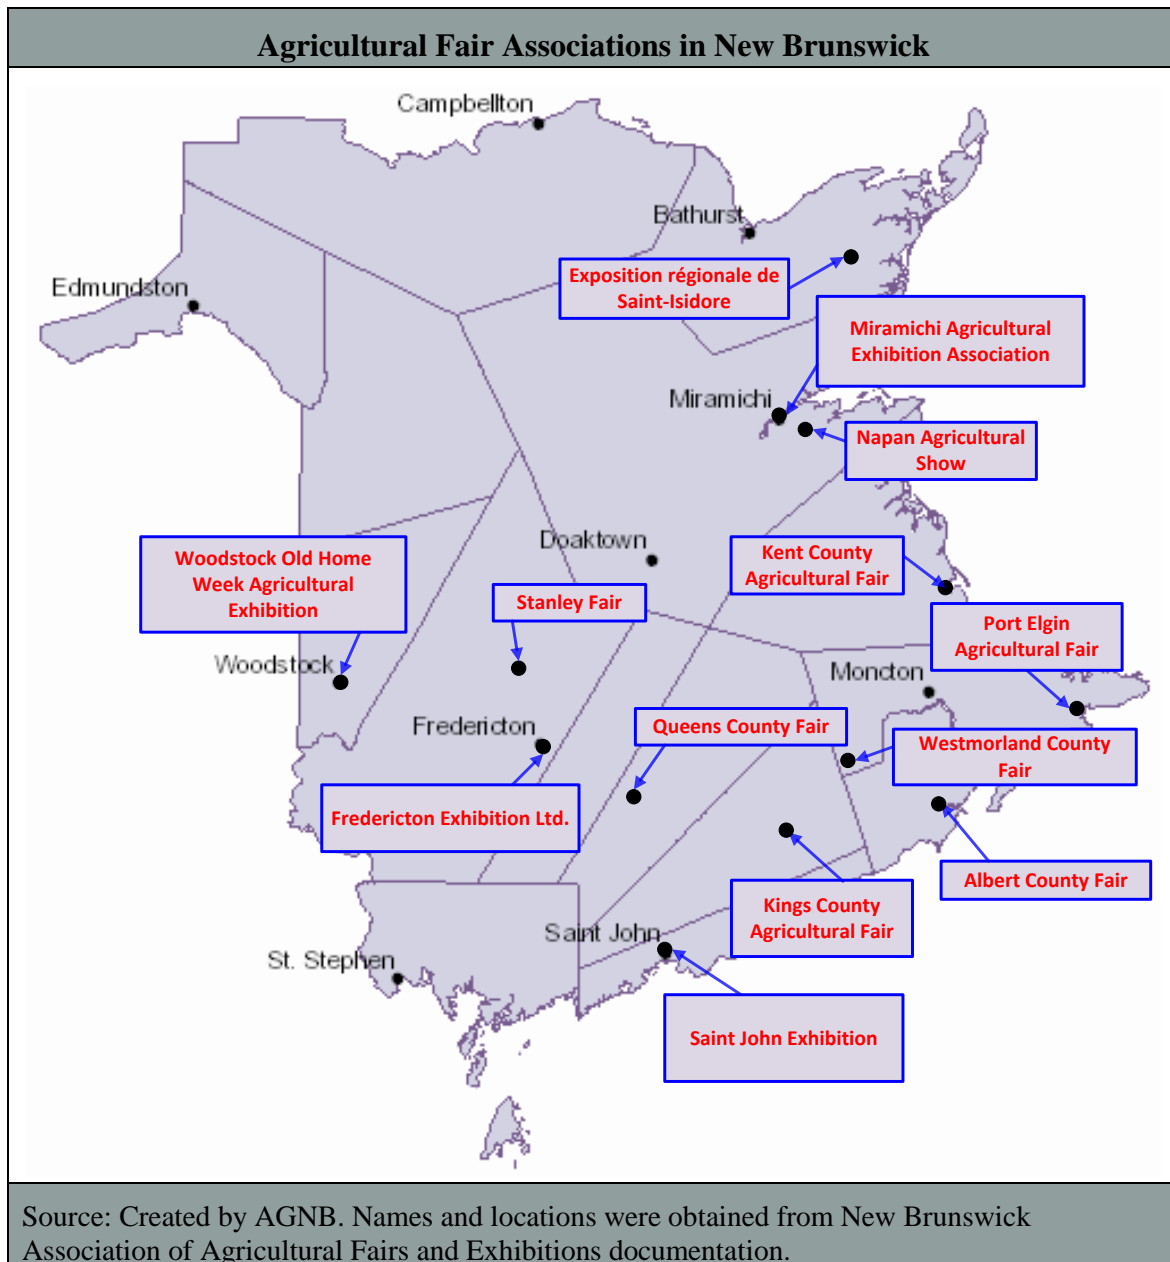 Agricultural Fair Associations in New Brunswick
Campbellton
Bathurst
Exposition régionale de
Saint-Isidore
Edmundston
Miramichi Agricultural
Exhibition Association
Miramichi
Napan Agricultural
Show
Doaktown
Kent County
Agricultural Fair
Woodstock Old Home
Week Agricultural
Exhibition
Stanley Fair
Port Elgin
Agricultural Fair
Woodstock
Moncton
Fredericton
Queens County Fair
Westmorland County
Fair
Fredericton Exhibition Ltd.
Albert County Fair
Kings County
Agricultural Fair
Saint John
St. Stephen
Saint John Exhibition
Source: Created by AGNB. Names and locations were obtained from New Brunswick
Association of Agricultural Fairs and Exhibitions documentation.